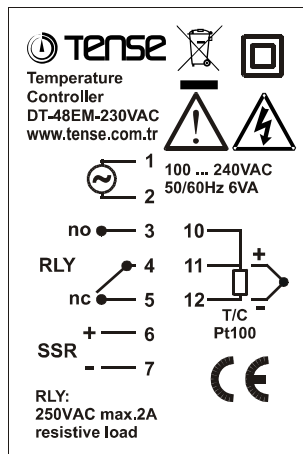 TENSE
Temperature
Controller
DT-48EM-230VAC
www.tense.com.tr
1
2
100 ... 240VAC
50/60Hz 6VA
no 3
RLY 4
nc 5
SSR
+ 6
- 7
10
11 +
12 -
T/C
Pt100
RLY:
250VAC max.2A
resistive load
CE